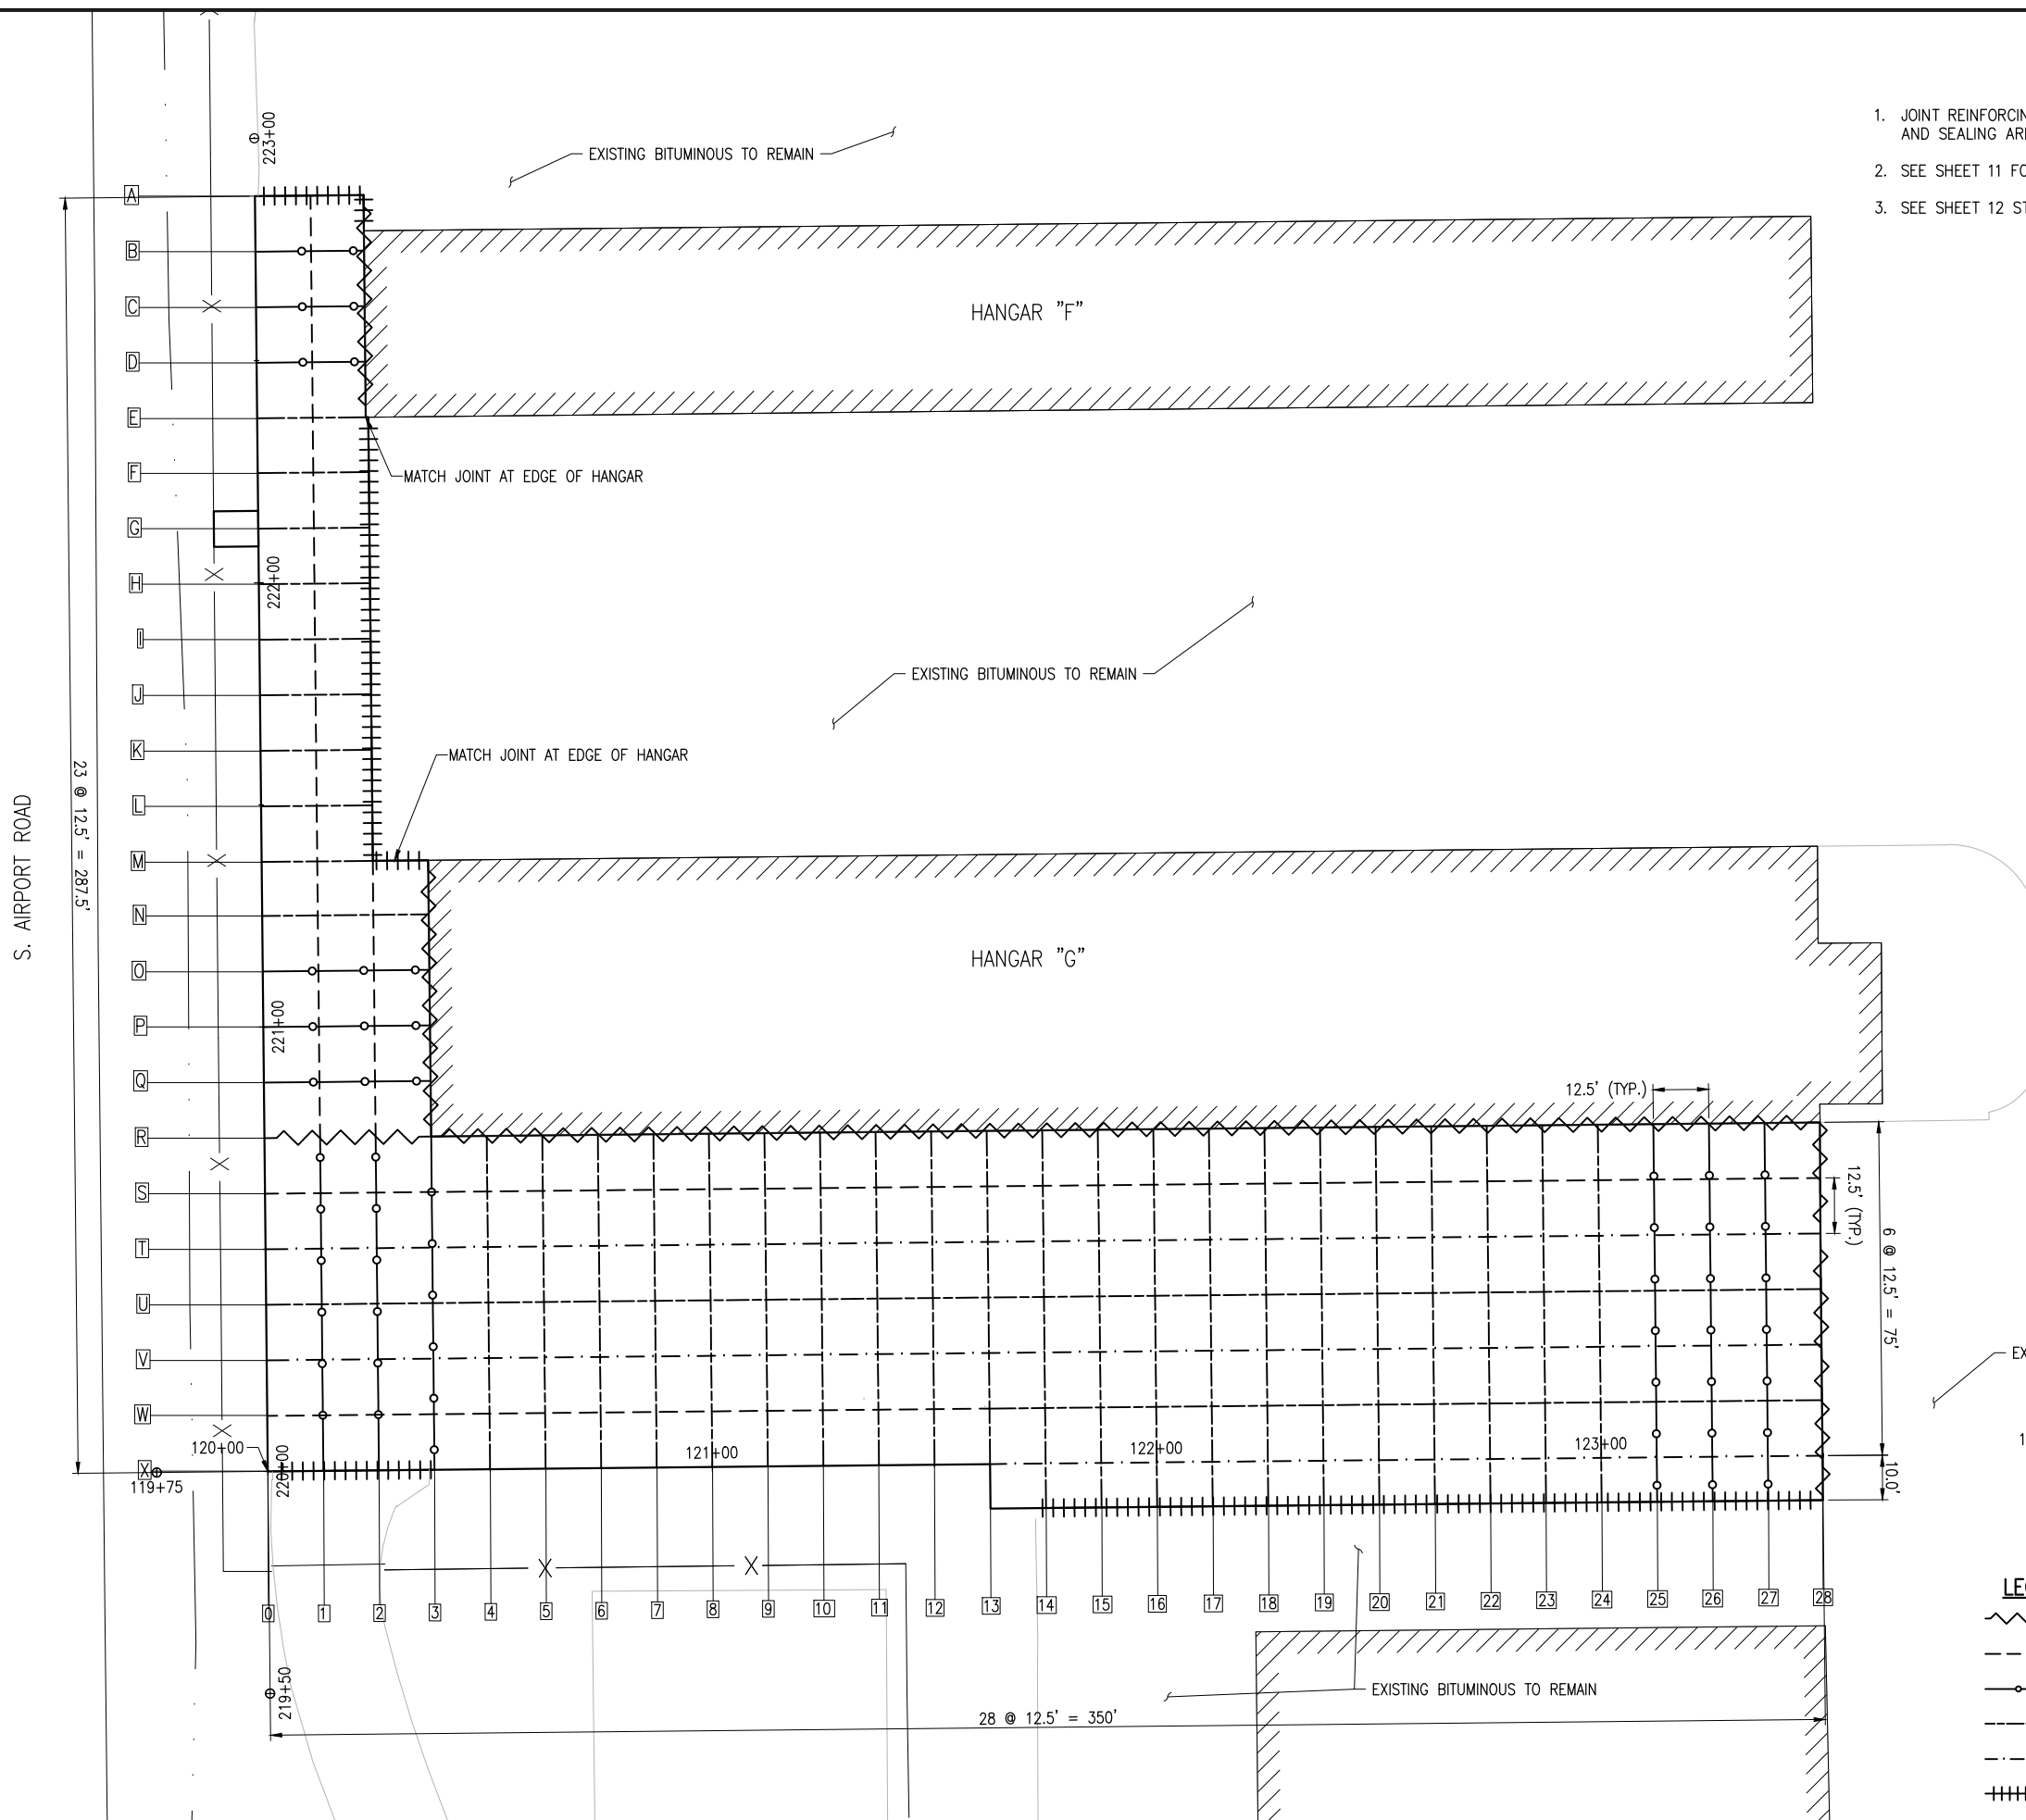 1. JOINT REINFORCIN
AND SEALING AR
2. SEE SHEET 11 FO
3. SEE SHEET 12 ST
223+00
EXISTING BITUMINOUS TO REMAIN
A
B
C
D
E
F
G
H
I
J
K
L
M
N
O
P
Q
R
S
T
U
V
W
X
HANGAR "F"
MATCH JOINT AT EDGE OF HANGAR
222+00
EXISTING BITUMINOUS TO REMAIN
MATCH JOINT AT EDGE OF HANGAR
S. AIRPORT ROAD
23 @ 12.5' = 287.5'
HANGAR "G"
221+00
12.5' (TYP.)
12.5' (TYP.)
6 @ 12.5' = 75'
10.0'
EX
1
120+00
220+00
119+75
121+00
122+00
123+00
0
1
2
3
4
5
6
7
8
9
10
11
12
13
14
15
16
17
18
19
20
21
22
23
24
25
26
27
28
219+50
EXISTING BITUMINOUS TO REMAIN
28 @ 12.5' = 350'
LE